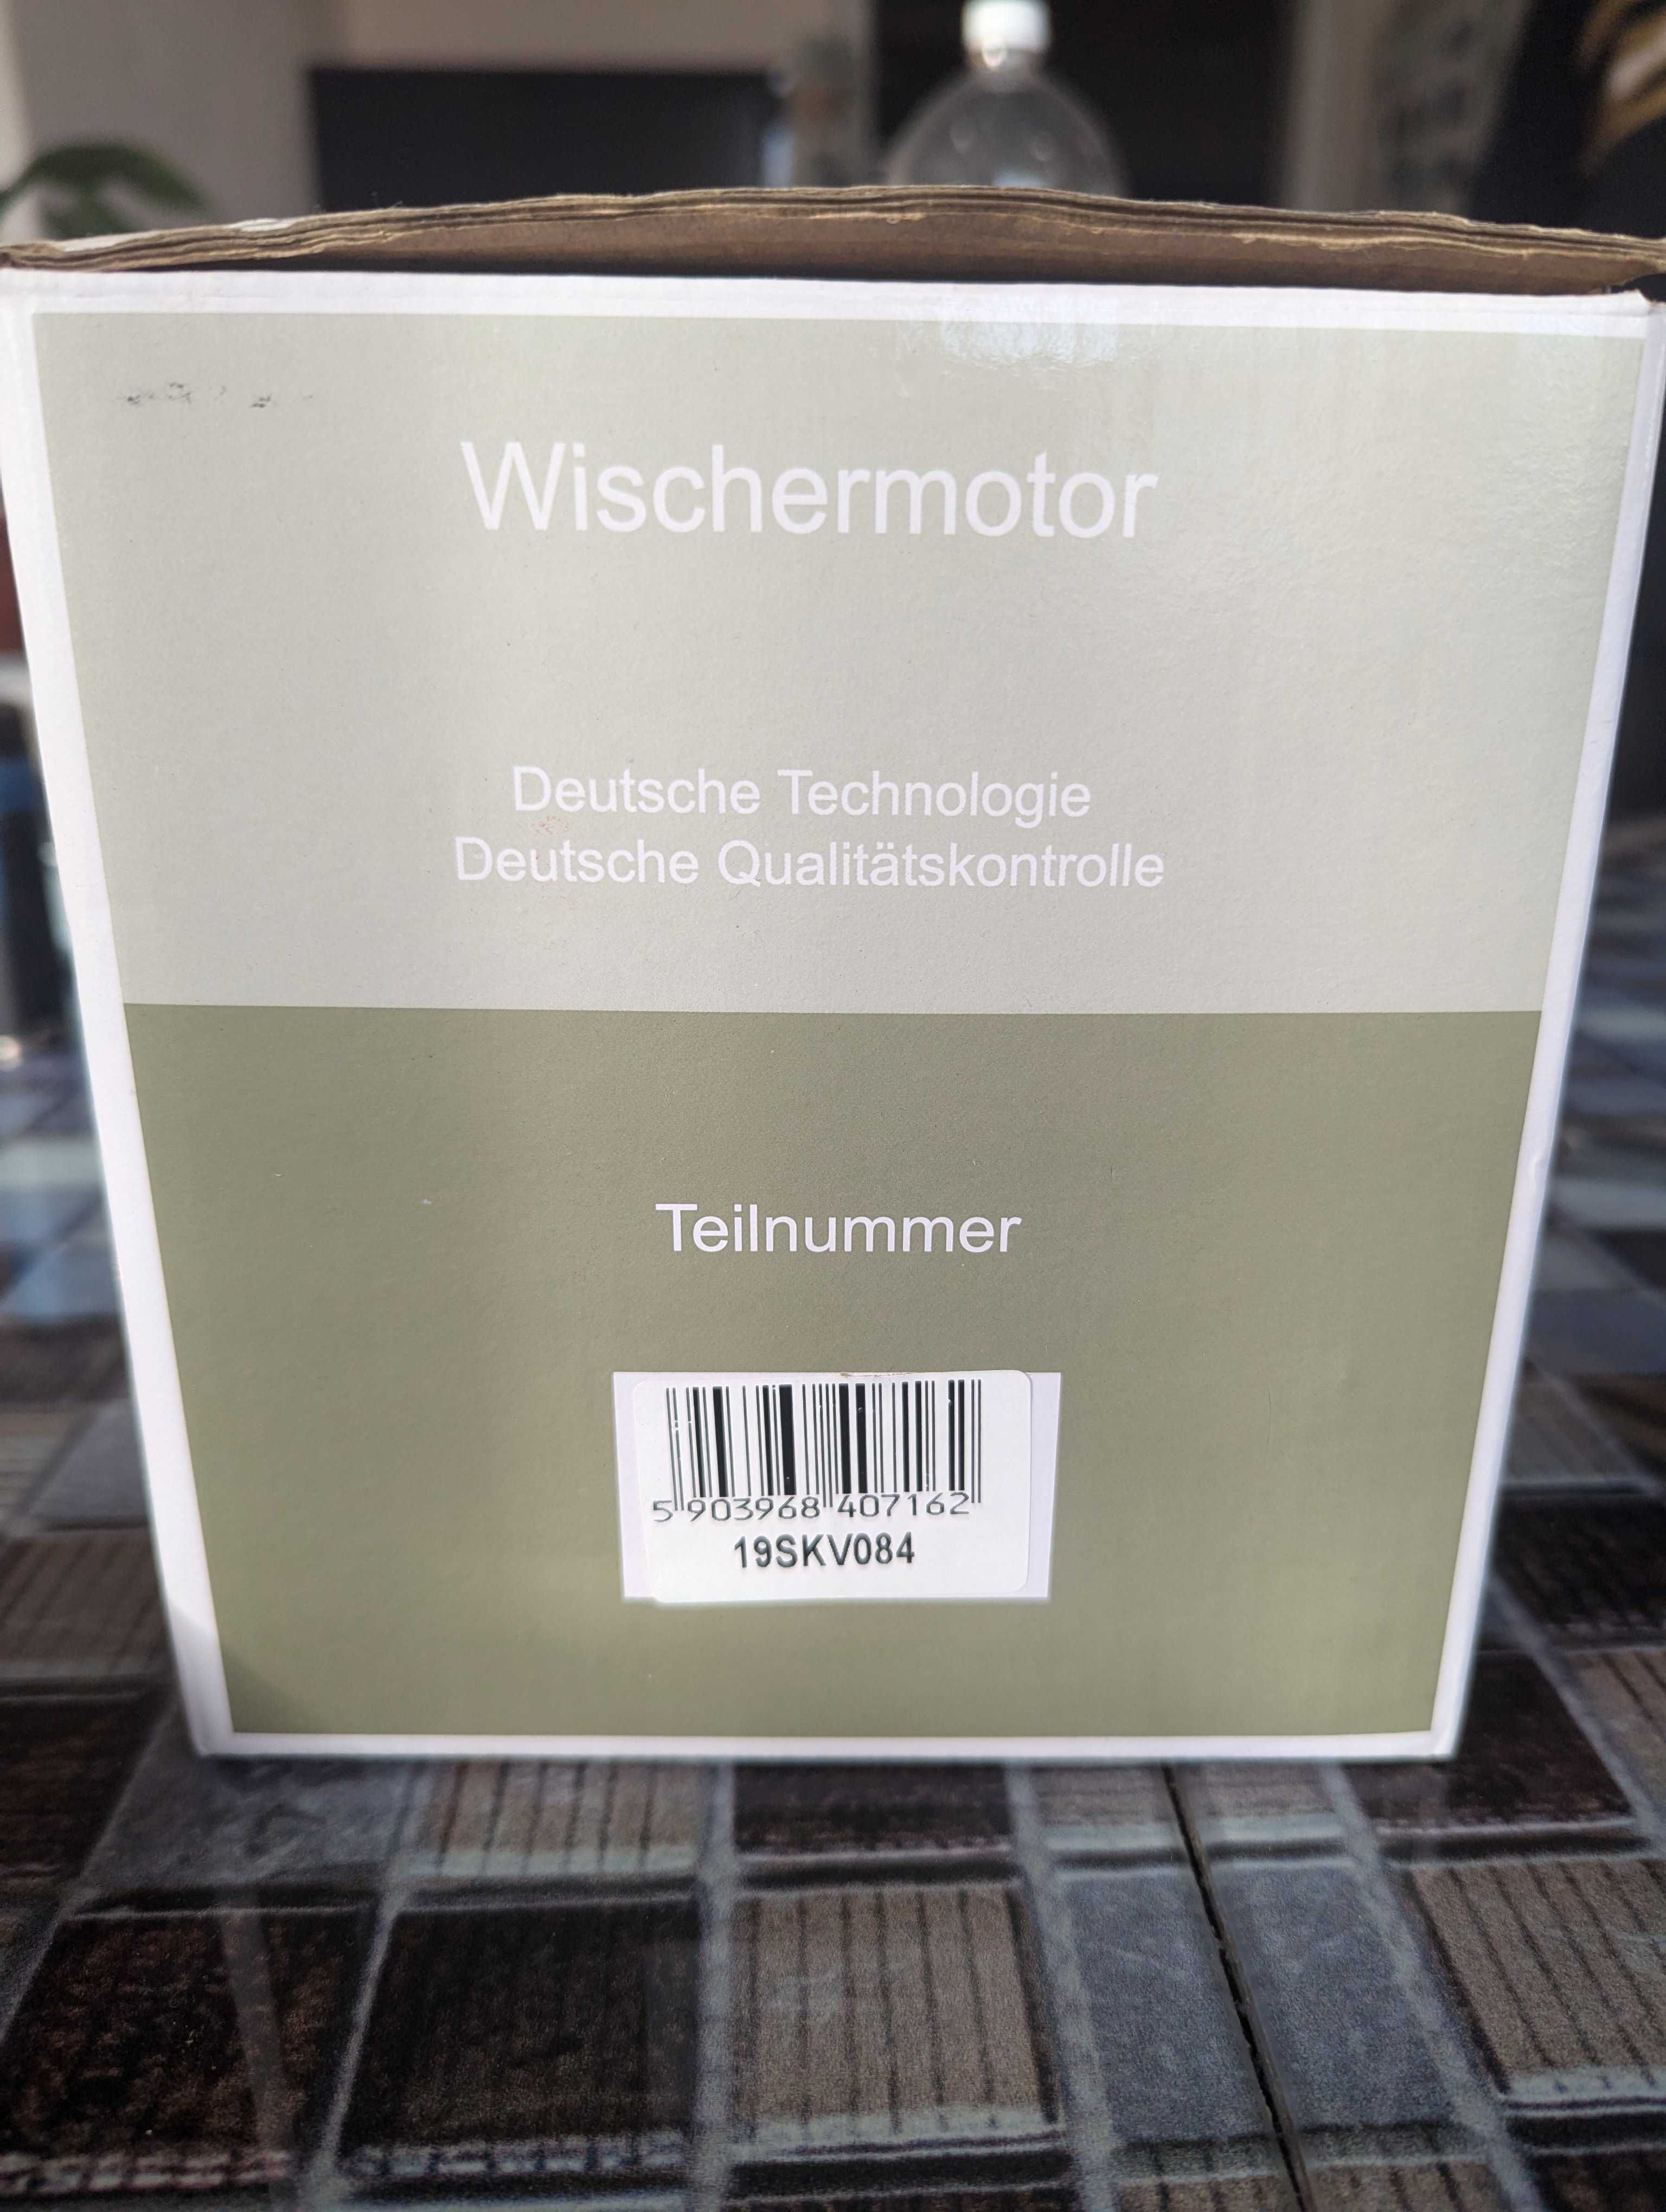 Wischermotor
Deutsche Technologie
Deutsche Qualitätskontrolle
Teilnummer
5 903968 407162
19SKV084